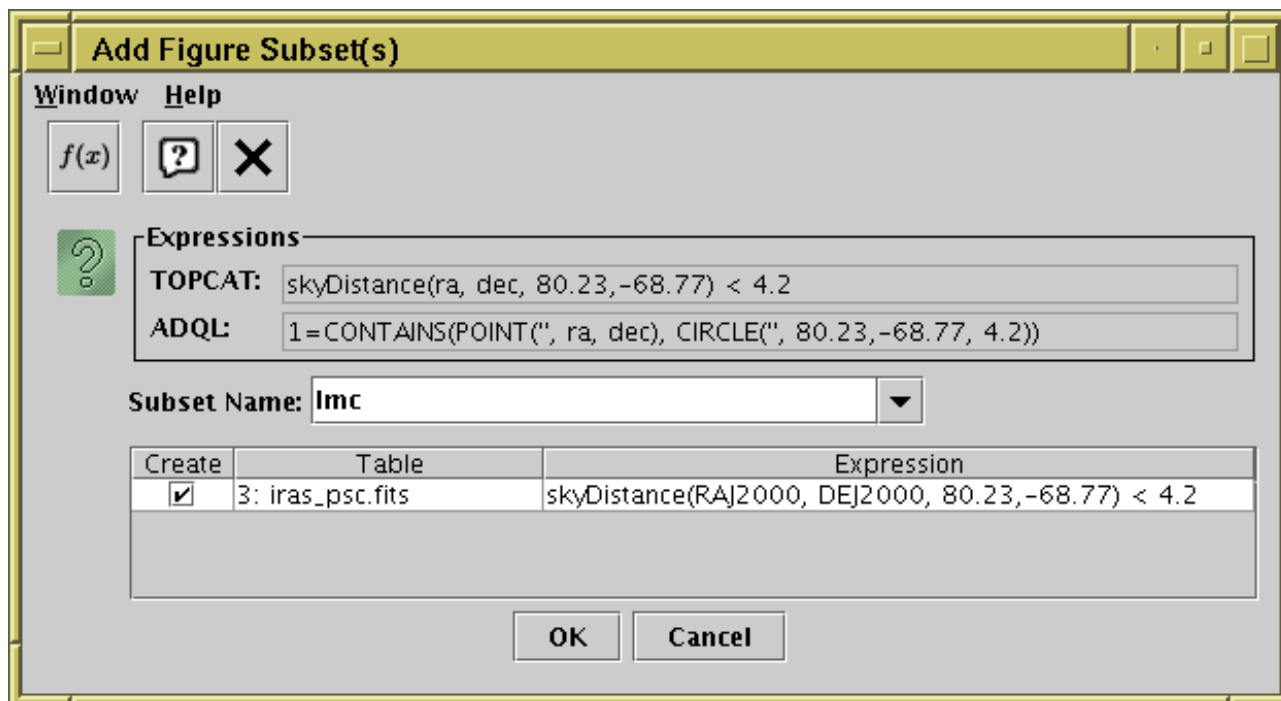 Add Figure Subset(s)
Window Help
f(x) ?
Expressions
TOPCAT: skyDistance(ra, dec, 80.23,-68.77) < 4.2
ADQL: 1=CONTAINS(POINT('', ra, dec), CIRCLE('', 80.23,-68.77, 4.2))
Subset Name: lmc
Create Table Expression
3: iras_psc.fits skyDistance(RAJ2000, DEJ2000, 80.23,-68.77) < 4.2
OK Cancel